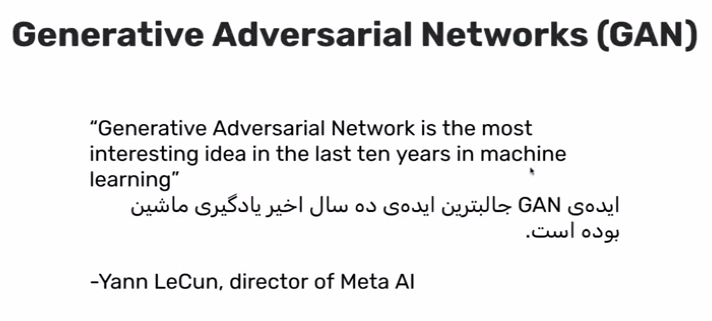 Generative Adversarial Networks (GAN)
“Generative Adversarial Network is the most
interesting idea in the last ten years in machine
learning”
ایده‌ی GAN جالبترین ایده‌ی ده سال اخیر یادگیری ماشین
بوده است.
-Yann LeCun, director of Meta AI